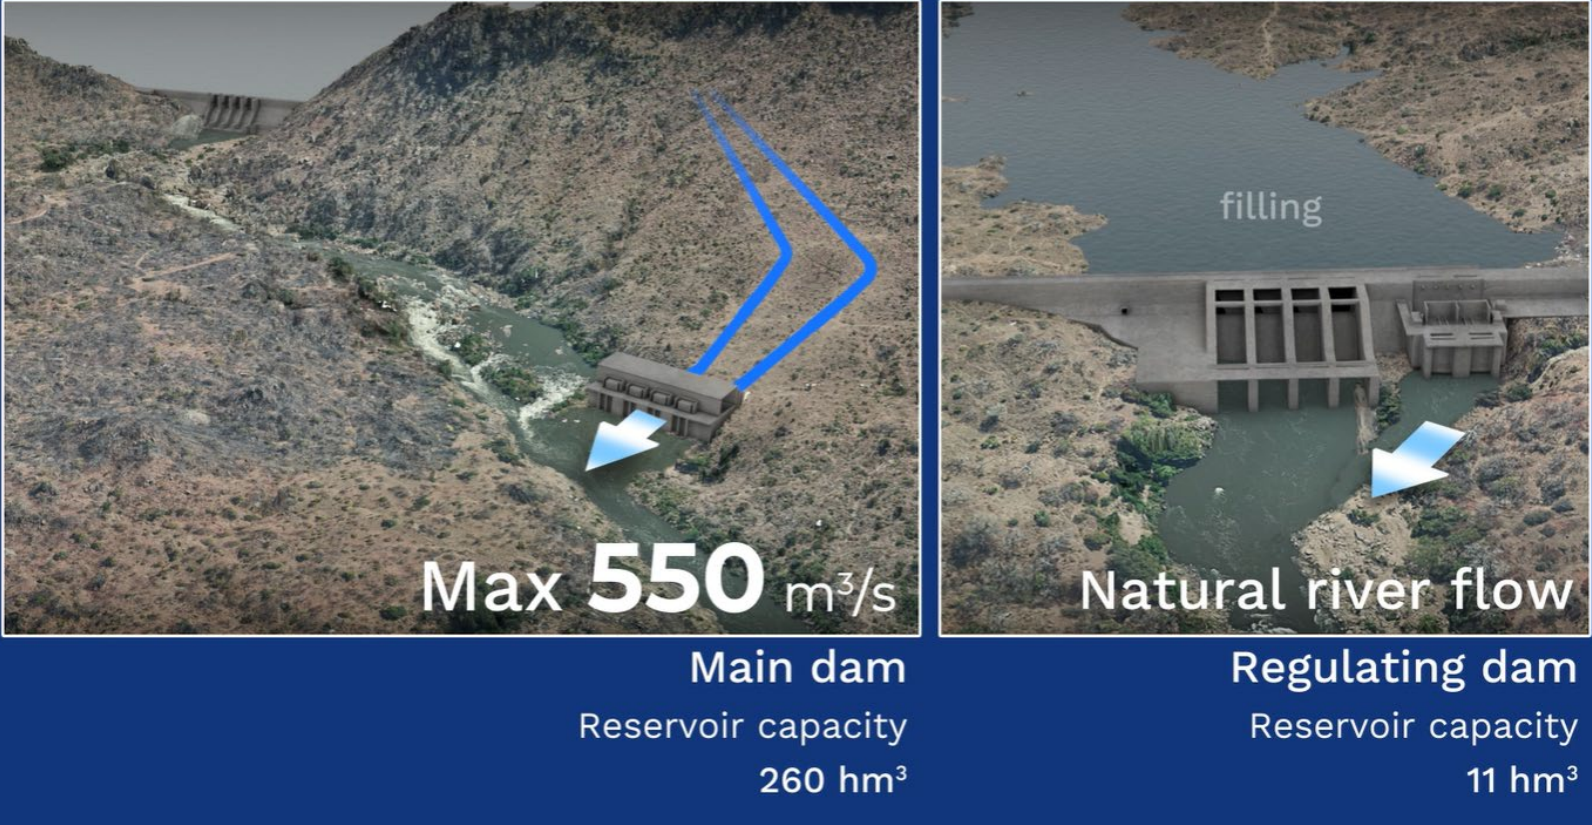 Max 550 m³/s
Main dam
Reservoir capacity
260 hm³
filling
Natural river flow
Regulating dam
Reservoir capacity
11 hm³